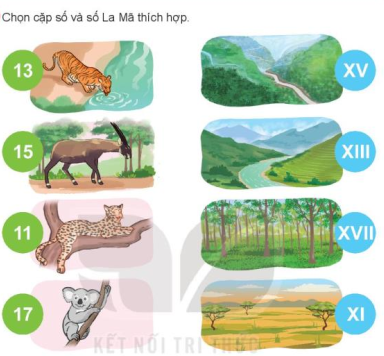 Chọn cặp số và số La Mã thích hợp.
13
XV
15
XIII
11
XVII
17
XI
KẾT NỐI TRI THỨC